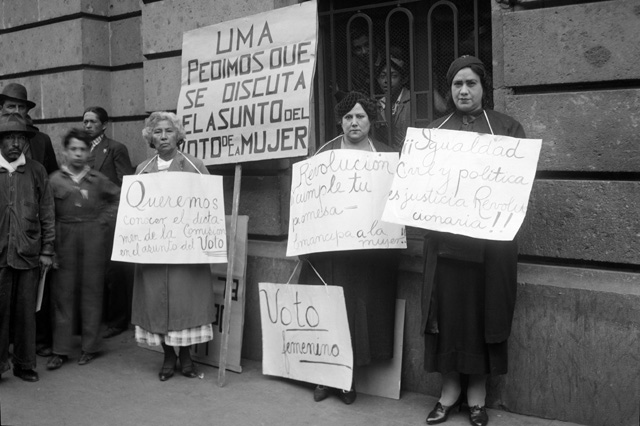 UMA
PEDIMOS QUE
SE DISCUTA
EL ASUNTO DEL
VOTO DE LA MUJER
Queremos
conocer el dicta-
men de la Comision
en el asunto del Voto
Revolución
cumple tu
promesa-
Emancipa a la
mujer.!!
Voto
femenino
¡¡Igualdad
Civil y politica
es justicia Revolu
cionaria!!